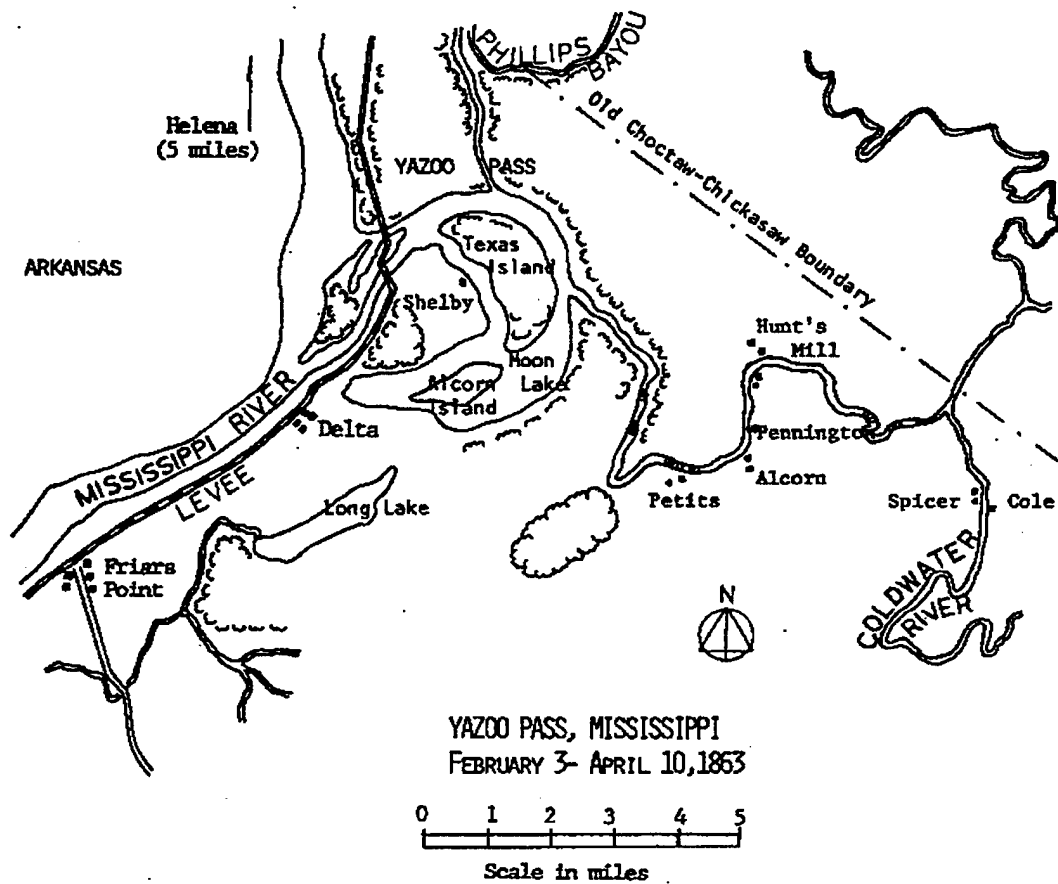 PHILLIPS
BAYOU
Helena
(5 miles)
YAZOO PASS
Old Choctaw-Chickasaw Boundary
ARKANSAS
Texas
Island
Shelby
Hunt's
Mill
Moon
Lake
Alcorn
Island
MISSISSIPPI RIVER
Delta
LEVEE
Pennington
Alcorn
Petits
Long Lake
Spicer
Cole
Friars
Point
COLDWATER
RIVER
N
YAZOO PASS, MISSISSIPPI
FEBRUARY 3- APRIL 10,1863
0 1 2 3 4 5
Scale in miles